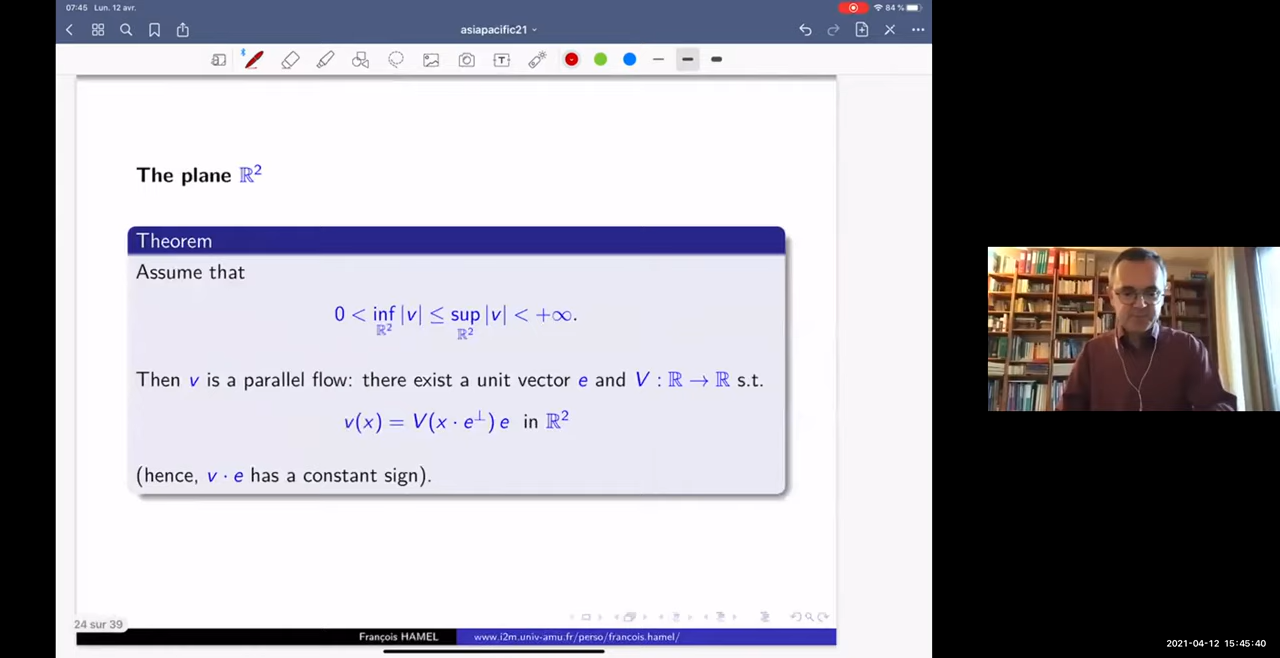 07:45 Lun. 12 avr.
84 %
asiapacific21
The plane ℝ²
Theorem
Assume that
0 < inf_{ℝ²} |v| ≤ sup_{ℝ²} |v| < +∞.
Then v is a parallel flow: there exist a unit vector e and V : ℝ → ℝ s.t.
v(x) = V(x · e^⊥) e in ℝ²
(hence, v · e has a constant sign).
24 sur 39
François HAMEL www.i2m.univ-amu.fr/perso/francois.hamel/
2021-04-12 15:45:40